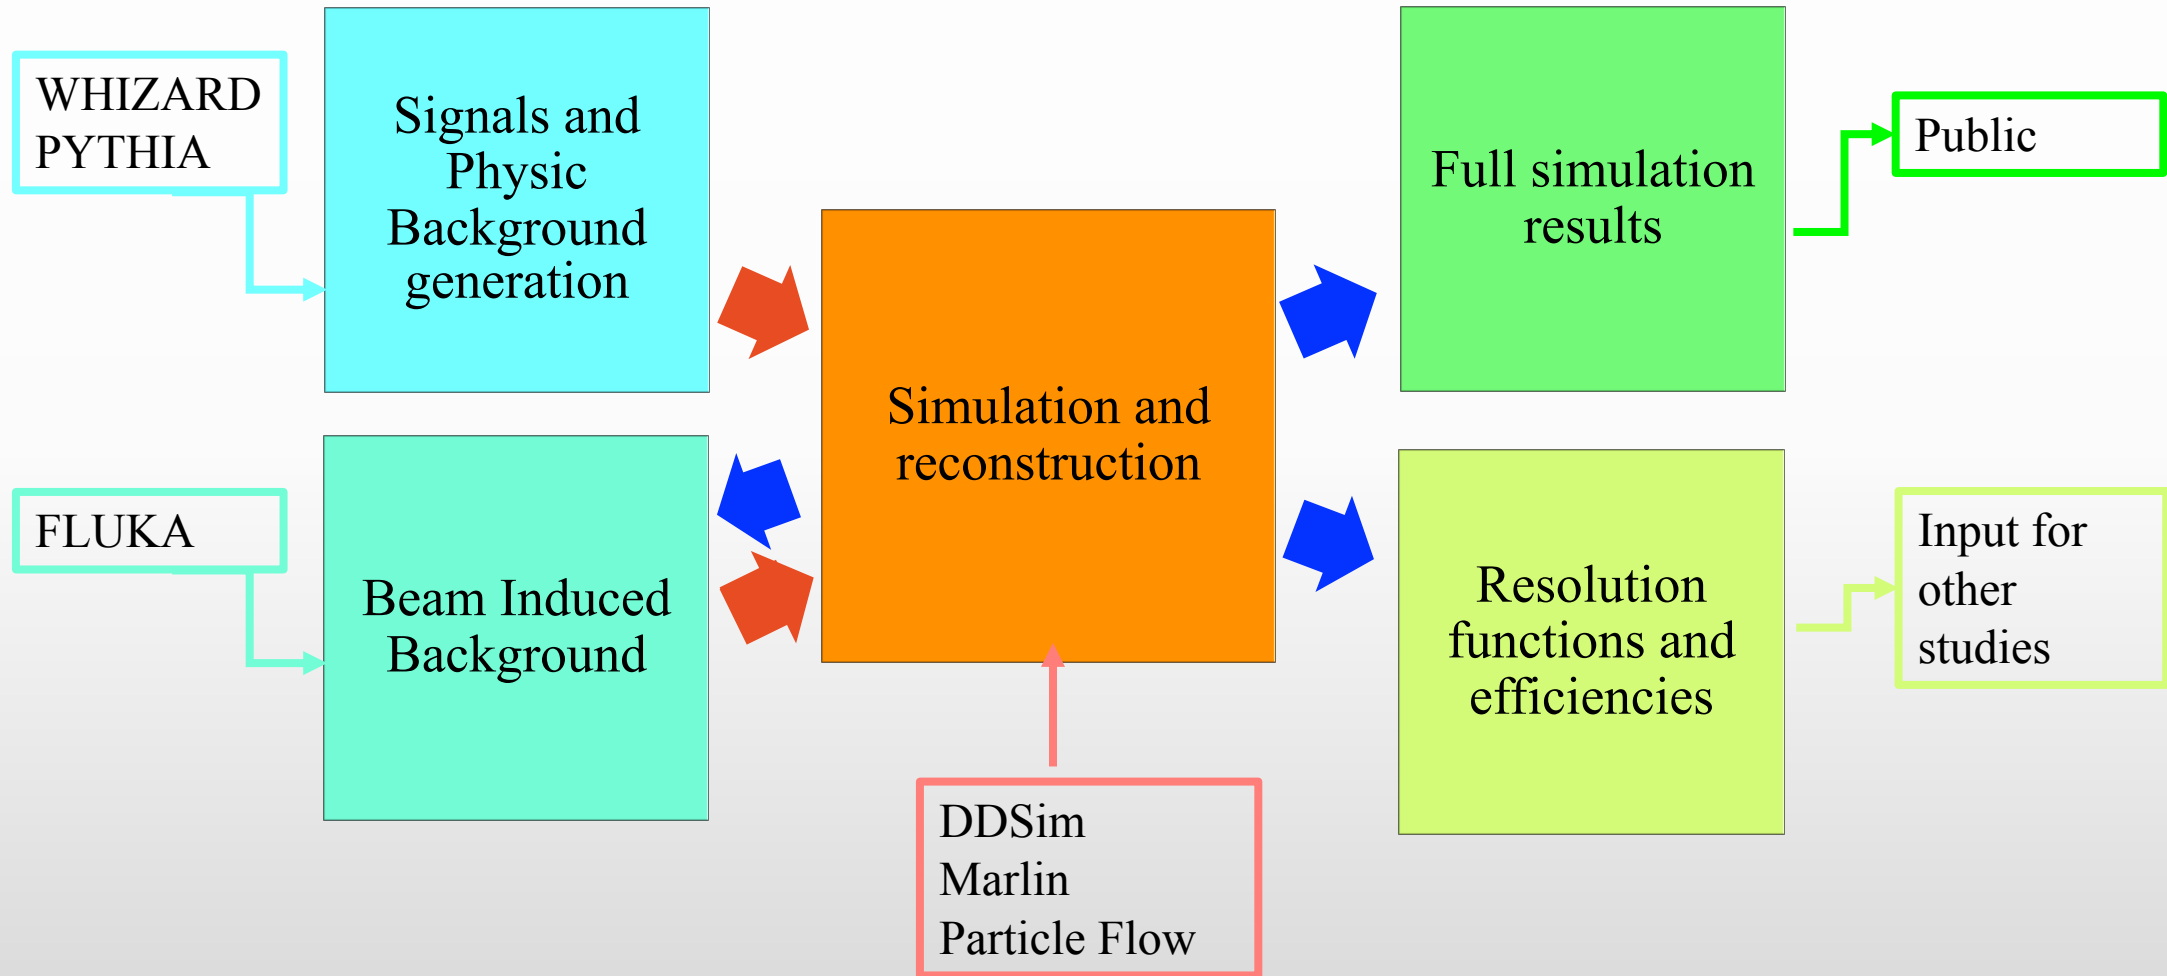 WHIZARD
PYTHIA
Signals and
Physic
Background
generation
FLUKA
Beam Induced
Background
Simulation and
reconstruction
DDSim
Marlin
Particle Flow
Full simulation
results
Public
Resolution
functions and
efficiencies
Input for
other
studies